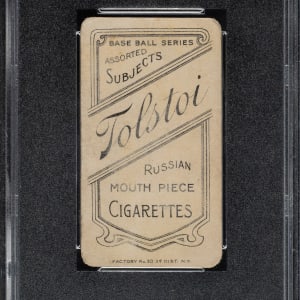 BASE BALL SERIES
ASSORTED
SUBJECTS
Tolstoi
RUSSIAN
MOUTH PIECE
CIGARETTES
FACTORY No 30 2d DIST. N.Y.